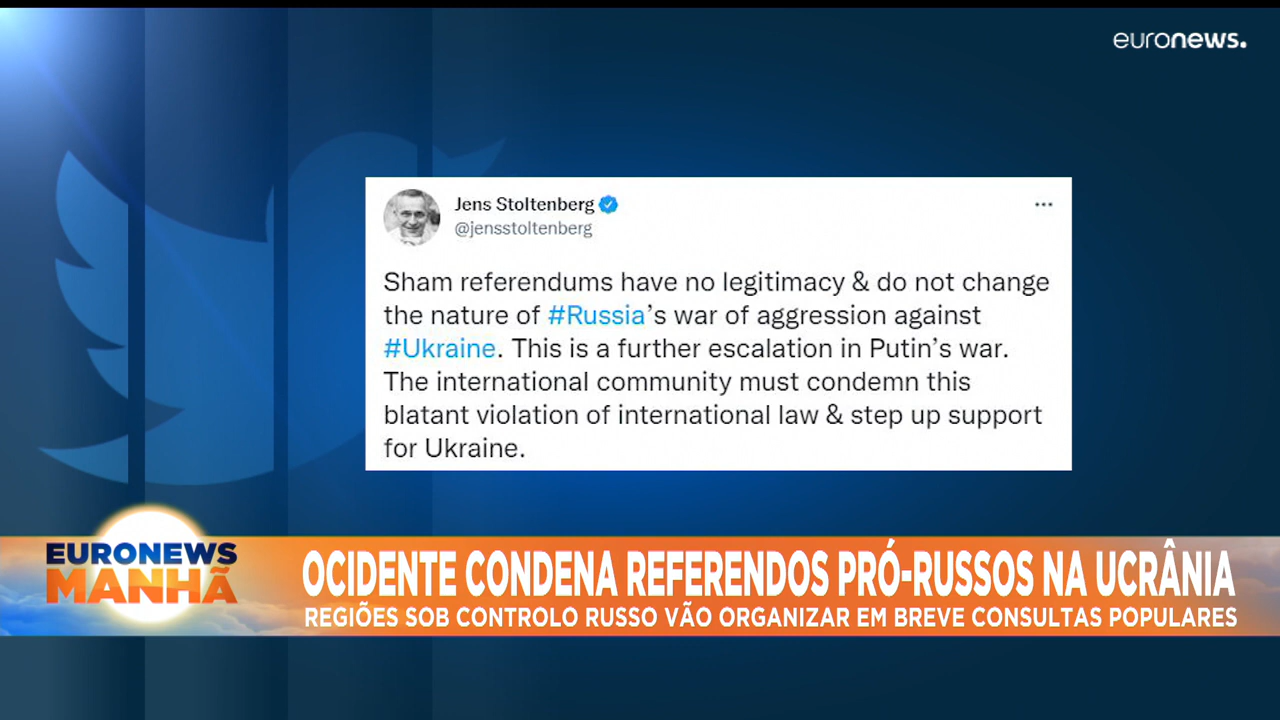 euronews.
Jens Stoltenberg
@jensstoltenberg
Sham referendums have no legitimacy & do not change
the nature of #Russia’s war of aggression against
#Ukraine. This is a further escalation in Putin’s war.
The international community must condemn this
blatant violation of international law & step up support
for Ukraine.
EURONEWS
MANHÃ
OCIDENTE CONDENA REFERENDOS PRÓ-RUSSOS NA UCRÂNIA
REGIÕES SOB CONTROLO RUSSO VÃO ORGANIZAR EM BREVE CONSULTAS POPULARES